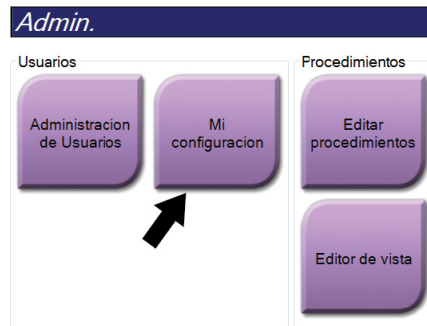 Admin.
Usuarios
Administracion
de Usuarios
Mi
configuracion
Procedimientos
Editar
procedimientos
Editor de vista